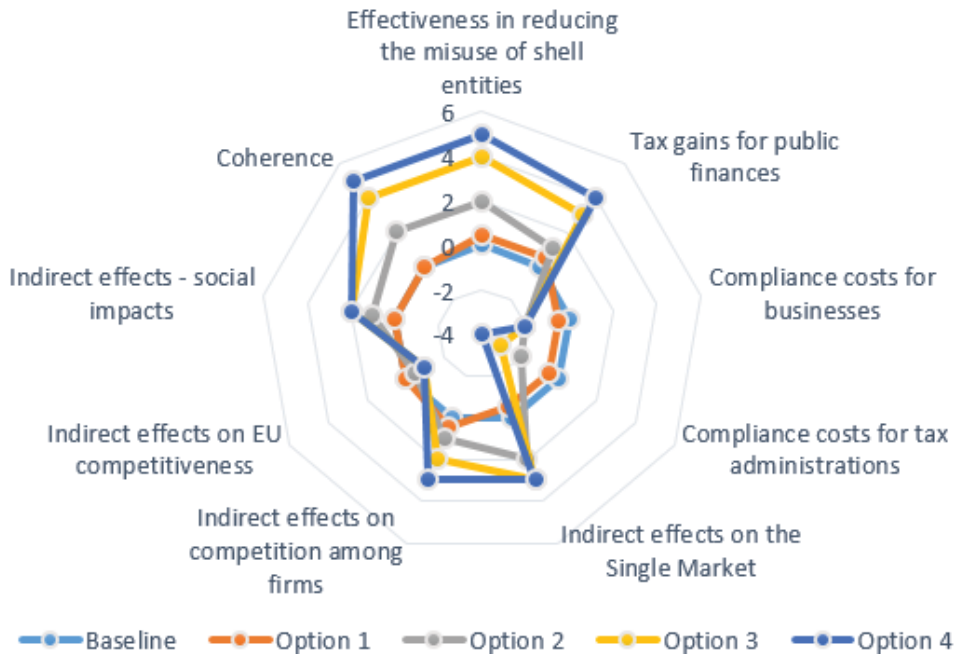 Effectiveness in reducing
the misuse of shell
entities
6
4
2
0
-2
-4
Tax gains for public
finances
Compliance costs for
businesses
Compliance costs for tax
administrations
Indirect effects on the
Single Market
Indirect effects on
competition among
firms
Indirect effects on EU
competitiveness
Indirect effects - social
impacts
Coherence
Baseline
Option 1
Option 2
Option 3
Option 4